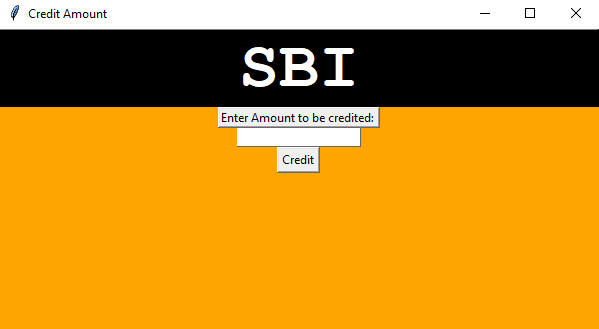 Credit Amount
SBI
Enter Amount to be credited:
Credit